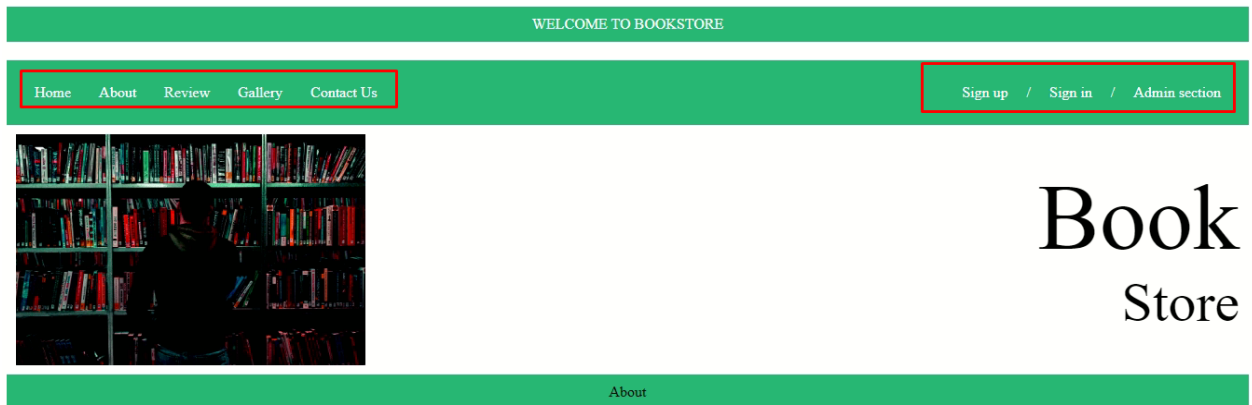 WELCOME TO BOOKSTORE
Home About Review Gallery Contact Us Sign up / Sign in / Admin section
Book
Store
About